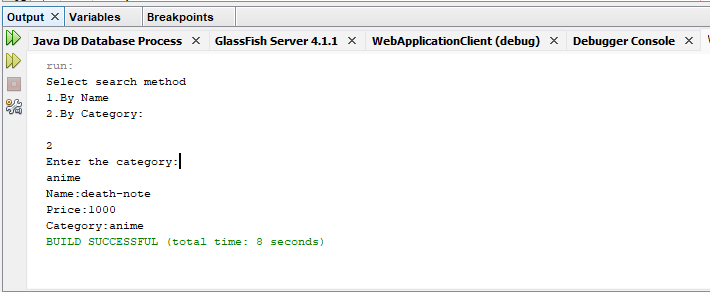 Output Variables Breakpoints
Java DB Database Process GlassFish Server 4.1.1 WebApplicationClient (debug) Debugger Console
run:
Select search method
1.By Name
2.By Category:
2
Enter the category:
anime
Name:death-note
Price:1000
Category:anime
BUILD SUCCESSFUL (total time: 8 seconds)